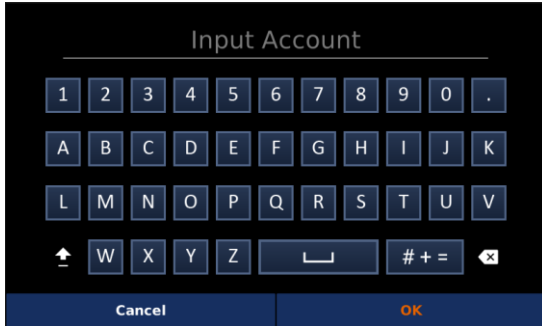 Input Account
1 2 3 4 5 6 7 8 9 0 .
A B C D E F G H I J K
L M N O P Q R S T U V
W X Y Z # + =
Cancel OK